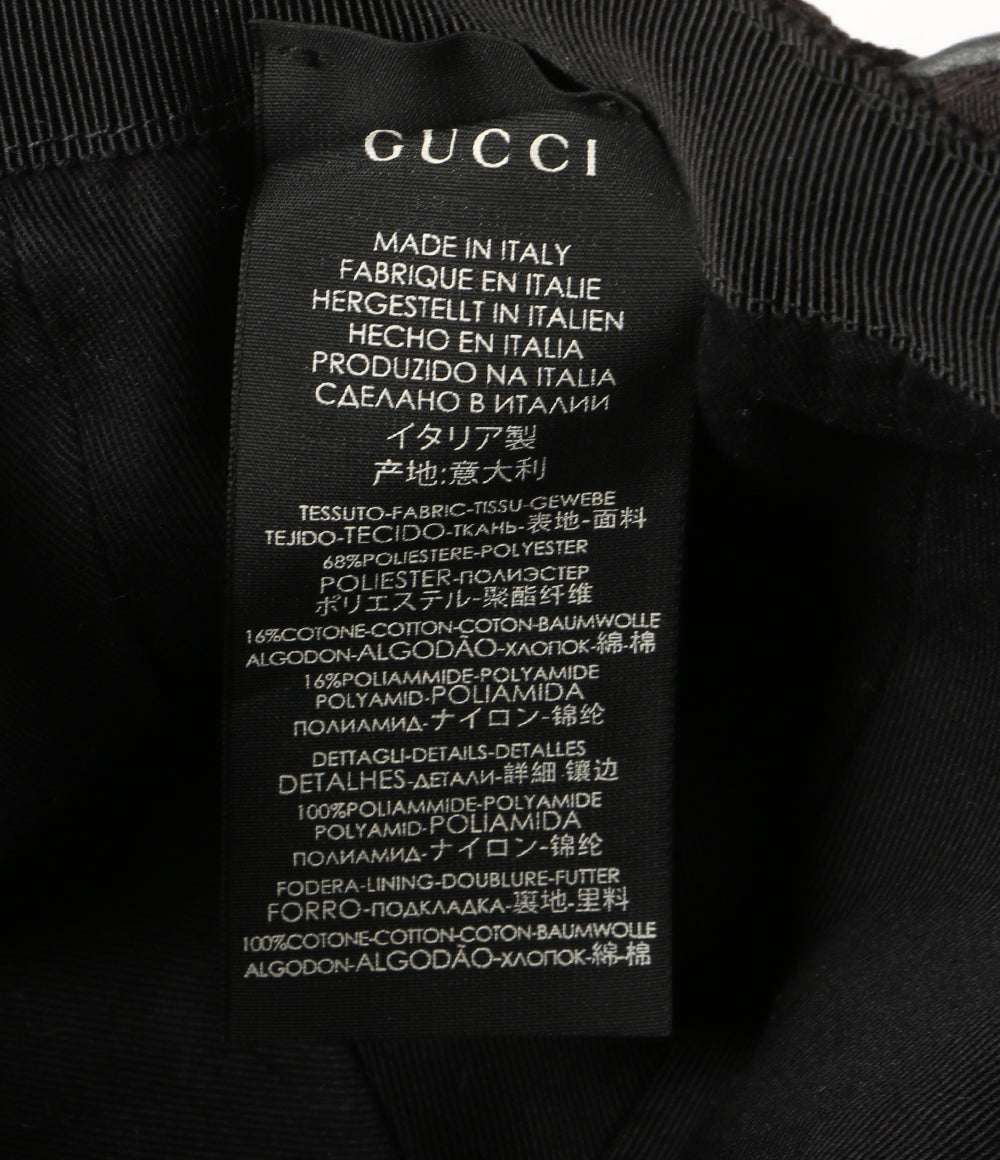 GUCCI
MADE IN ITALY
FABRIQUE EN ITALIE
HERGESTELLT IN ITALIEN
HECHO EN ITALIA
PRODUZIDO NA ITALIA
СДЕЛАНО В ИТАЛИИ
イタリア製
产地:意大利
TESSUTO-FABRIC-TISSU-GEWEBE
TEJIDO-TECIDO-ТКАНЬ-表地-面料
68%POLIESTERE-POLYESTER
POLIESTER-ПОЛИЭСТЕР
ポリエステル-聚酯纤维
16%COTONE-COTTON-COTON-BAUMWOLLE
ALGODON-ALGODÃO-ХЛОПОК-綿-棉
16%POLIAMMIDE-POLYAMIDE
POLYAMID-POLIAMIDA
ПОЛИАМИД-ナイロン-锦纶
DETTAGLI-DETAILS-DETALLES
DETALHES-ДЕТАЛИ-詳細-镶边
100%POLIAMMIDE-POLYAMIDE
POLYAMID-POLIAMIDA
ПОЛИАМИД-ナイロン-锦纶
FODERA-LINING-DOUBLURE-FUTTER
FORRO-ПОДКЛАДКА-裏地-里料
100%COTONE-COTTON-COTON-BAUMWOLLE
ALGODON-ALGODÃO-ХЛОПОК-綿-棉